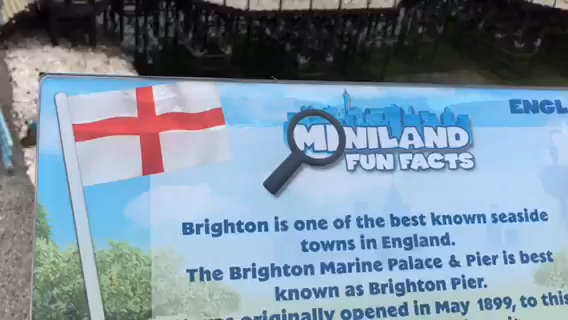 ENGL
MINILAND
FUN FACTS
Brighton is one of the best known seaside
towns in England.
The Brighton Marine Palace & Pier is best
known as Brighton Pier.
originally opened in May 1899, to this